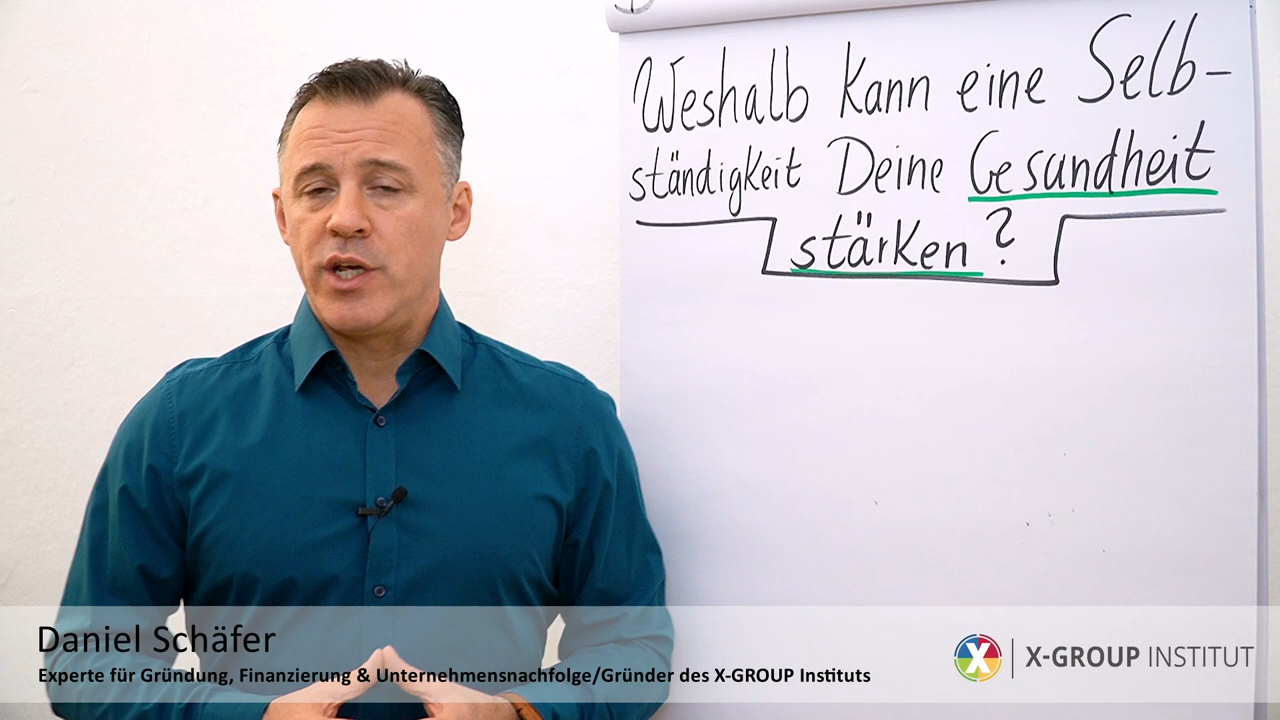 Weshalb kann eine Selb-
ständigkeit Deine Gesundheit
stärken?
Daniel Schäfer
Experte für Gründung, Finanzierung & Unternehmensnachfolge/Gründer des X-GROUP Instituts
X
X-GROUP INSTITUT